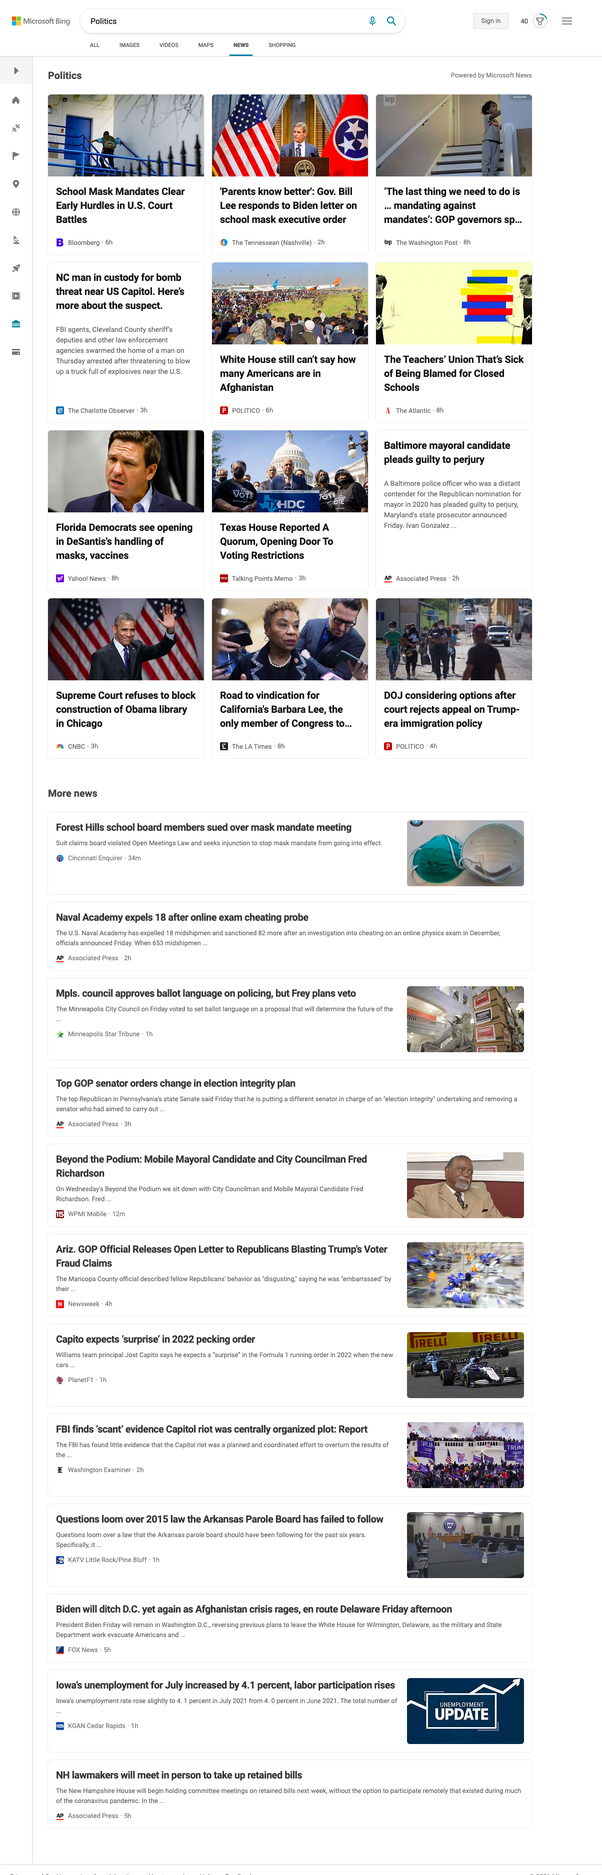 Microsoft Bing
Politics
Sign in
40
ALL
IMAGES
VIDEOS
MAPS
NEWS
SHOPPING
Politics
Powered by Microsoft News
School Mask Mandates Clear
Early Hurdles in U.S. Court
Battles
Bloomberg · 6h
'Parents know better': Gov. Bill
Lee responds to Biden letter on
school mask executive order
The Tennessean (Nashville) · 2h
'The last thing we need to do is
... mandating against
mandates': GOP governors sp...
The Washington Post · 8h
NC man in custody for bomb
threat near US Capitol. Here's
more about the suspect.
FBI agents, Cleveland County sheriff's
deputies and other law enforcement
agencies swarmed the home of a man on
Thursday arrested after threatening to blow
up a truck full of explosives near the U.S.
The Charlotte Observer · 3h
White House still can't say how
many Americans are in
Afghanistan
POLITICO · 6h
The Teachers' Union That's Sick
of Being Blamed for Closed
Schools
The Atlantic · 8h
Florida Democrats see opening
in DeSantis's handling of
masks, vaccines
Yahoo! News · 8h
VOTE
HDC
VOTE
Texas House Reported A
Quorum, Opening Door To
Voting Restrictions
Talking Points Memo · 3h
Baltimore mayoral candidate
pleads guilty to perjury
A Baltimore police officer who was a distant
contender for the Republican nomination for
mayor in 2020 has pleaded guilty to perjury,
Maryland's state prosecutor announced
Friday. Ivan Gonzalez ...
AP Associated Press · 2h
Supreme Court refuses to block
construction of Obama library
in Chicago
CNBC · 3h
Road to vindication for
California's Barbara Lee, the
only member of Congress to...
The LA Times · 8h
DOJ considering options after
court rejects appeal on Trump-
era immigration policy
POLITICO · 4h
More news
Forest Hills school board members sued over mask mandate meeting
Suit claims board violated Open Meetings Law and seeks injunction to stop mask mandate from going into effect.
Cincinnati Enquirer · 34m
Naval Academy expels 18 after online exam cheating probe
The U.S. Naval Academy has expelled 18 midshipmen and sanctioned 82 more after an investigation into cheating on an online physics exam in December,
officials announced Friday. When 653 midshipmen ...
AP Associated Press · 2h
Mpls. council approves ballot language on policing, but Frey plans veto
The Minneapolis City Council on Friday voted to set ballot language on a proposal that will determine the future of the
...
Minneapolis Star Tribune · 1h
Top GOP senator orders change in election integrity plan
The top Republican in Pennsylvania's state Senate said Friday that he is putting a different senator in charge of an "election integrity" undertaking and removing a
senator who had aimed to carry out ...
AP Associated Press · 3h
Beyond the Podium: Mobile Mayoral Candidate and City Councilman Fred
Richardson
On Wednesday's Beyond the Podium we sit down with City Councilman and Mobile Mayoral Candidate Fred
Richardson. Fred ...
15 WPMI Mobile · 12m
Ariz. GOP Official Releases Open Letter to Republicans Blasting Trump's Voter
Fraud Claims
The Maricopa County official described fellow Republicans' behavior as "disgusting," saying he was "embarrassed" by
their ...
N Newsweek · 4h
Capito expects 'surprise' in 2022 pecking order
Williams team principal Jost Capito says he expects a "surprise" in the Formula 1 running order in 2022 when the new
cars ...
PlanetF1 · 1h
PIRELLI
PIRELLI
FBI finds 'scant' evidence Capitol riot was centrally organized plot: Report
The FBI has found little evidence that the Capitol riot was a planned and coordinated effort to overturn the results of
the ...
Washington Examiner · 2h
TRUMP
Questions loom over 2015 law the Arkansas Parole Board has failed to follow
Questions loom over a law that the Arkansas parole board should have been following for the past six years.
Specifically, it ...
KATV Little Rock/Pine Bluff · 1h
Biden will ditch D.C. yet again as Afghanistan crisis rages, en route Delaware Friday afternoon
President Biden Friday will remain in Washington D.C., reversing previous plans to leave the White House for Wilmington, Delaware, as the military and State
Department work evacuate Americans and ...
FOX News · 5h
Iowa's unemployment for July increased by 4.1 percent, labor participation rises
Iowa's unemployment rate rose slightly to 4. 1 percent in July 2021 from 4. 0 percent in June 2021. The total number of
...
KGAN Cedar Rapids · 1h
UNEMPLOYMENT
UPDATE
NH lawmakers will meet in person to take up retained bills
The New Hampshire House will begin holding committee meetings on retained bills next week, without the option to participate remotely that existed during much
of the coronavirus pandemic. In the ...
AP Associated Press · 5h